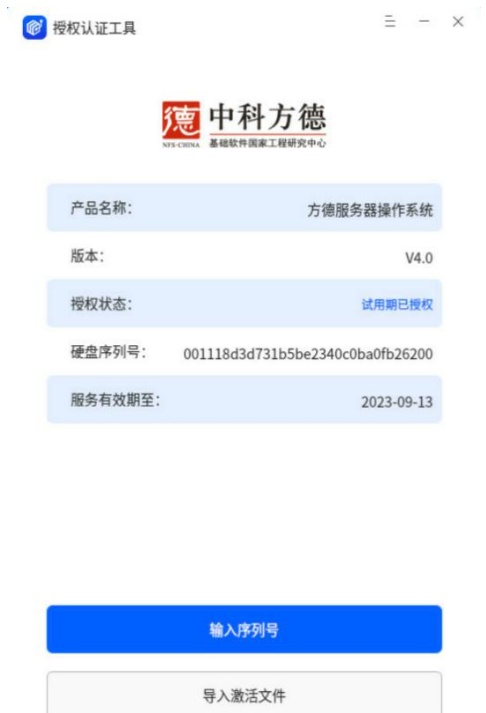 授权认证工具
德 中科方德
NFS-CHINA 基础软件国家工程研究中心
产品名称: 方德服务器操作系统
版本: V4.0
授权状态: 试用期已授权
硬盘序列号: 001118d3d731b5be2340c0ba0fb26200
服务有效期至: 2023-09-13
输入序列号
导入激活文件